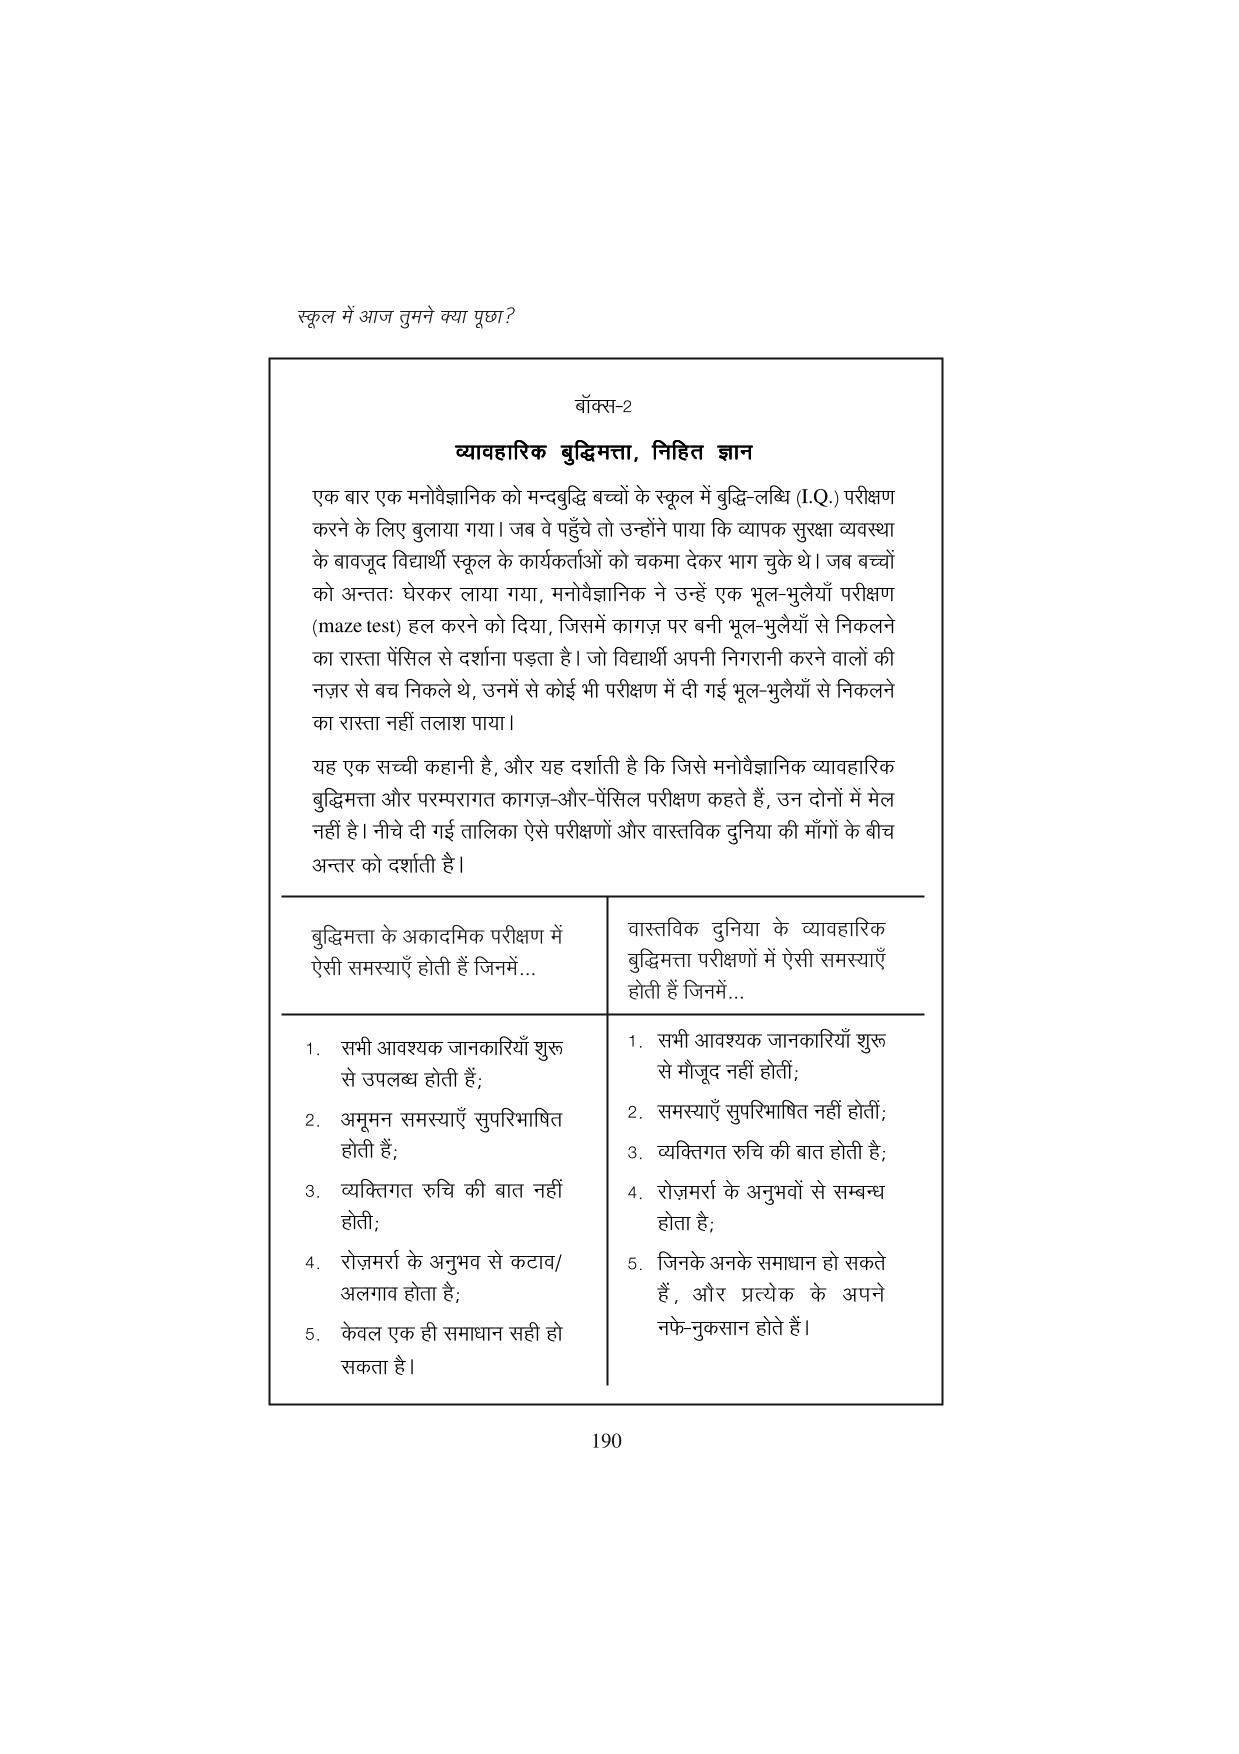 स्कूल में आज तुमने क्या पूछा?
बॉक्स-2
व्यावहारिक बुद्धिमत्ता, निहित ज्ञान
एक बार एक मनोवैज्ञानिक को मन्दबुद्धि बच्चों के स्कूल में बुद्धि-लब्धि (I.Q.) परीक्षण
करने के लिए बुलाया गया। जब वे पहुँचे तो उन्होंने पाया कि व्यापक सुरक्षा व्यवस्था
के बावजूद विद्यार्थी स्कूल के कार्यकर्ताओं को चकमा देकर भाग चुके थे। जब बच्चों
को अन्ततः घेरकर लाया गया, मनोवैज्ञानिक ने उन्हें एक भूल-भुलैयाँ परीक्षण
(maze test) हल करने को दिया, जिसमें कागज़ पर बनी भूल-भुलैयाँ से निकलने
का रास्ता पेंसिल से दर्शाना पड़ता है। जो विद्यार्थी अपनी निगरानी करने वालों की
नज़र से बच निकले थे, उनमें से कोई भी परीक्षण में दी गई भूल-भुलैयाँ से निकलने
का रास्ता नहीं तलाश पाया।
यह एक सच्ची कहानी है, और यह दर्शाती है कि जिसे मनोवैज्ञानिक व्यावहारिक
बुद्धिमत्ता और परम्परागत कागज़-और-पेंसिल परीक्षण कहते हैं, उन दोनों में मेल
नहीं है। नीचे दी गई तालिका ऐसे परीक्षणों और वास्तविक दुनिया की माँगों के बीच
अन्तर को दर्शाती है।
बुद्धिमत्ता के अकादमिक परीक्षण में
ऐसी समस्याएँ होती हैं जिनमें...
वास्तविक दुनिया के व्यावहारिक
बुद्धिमत्ता परीक्षणों में ऐसी समस्याएँ
होती हैं जिनमें...
1. सभी आवश्यक जानकारियाँ शुरू
से उपलब्ध होती हैं;
2. अमूमन समस्याएँ सुपरिभाषित
होती हैं;
3. व्यक्तिगत रुचि की बात नहीं
होती;
4. रोज़मर्रा के अनुभव से कटाव/
अलगाव होता है;
5. केवल एक ही समाधान सही हो
सकता है।
1. सभी आवश्यक जानकारियाँ शुरू
से मौजूद नहीं होतीं;
2. समस्याएँ सुपरिभाषित नहीं होतीं;
3. व्यक्तिगत रुचि की बात होती है;
4. रोज़मर्रा के अनुभवों से सम्बन्ध
होता है;
5. जिनके अनके समाधान हो सकते
हैं, और प्रत्येक के अपने
नफे-नुकसान होते हैं।
190